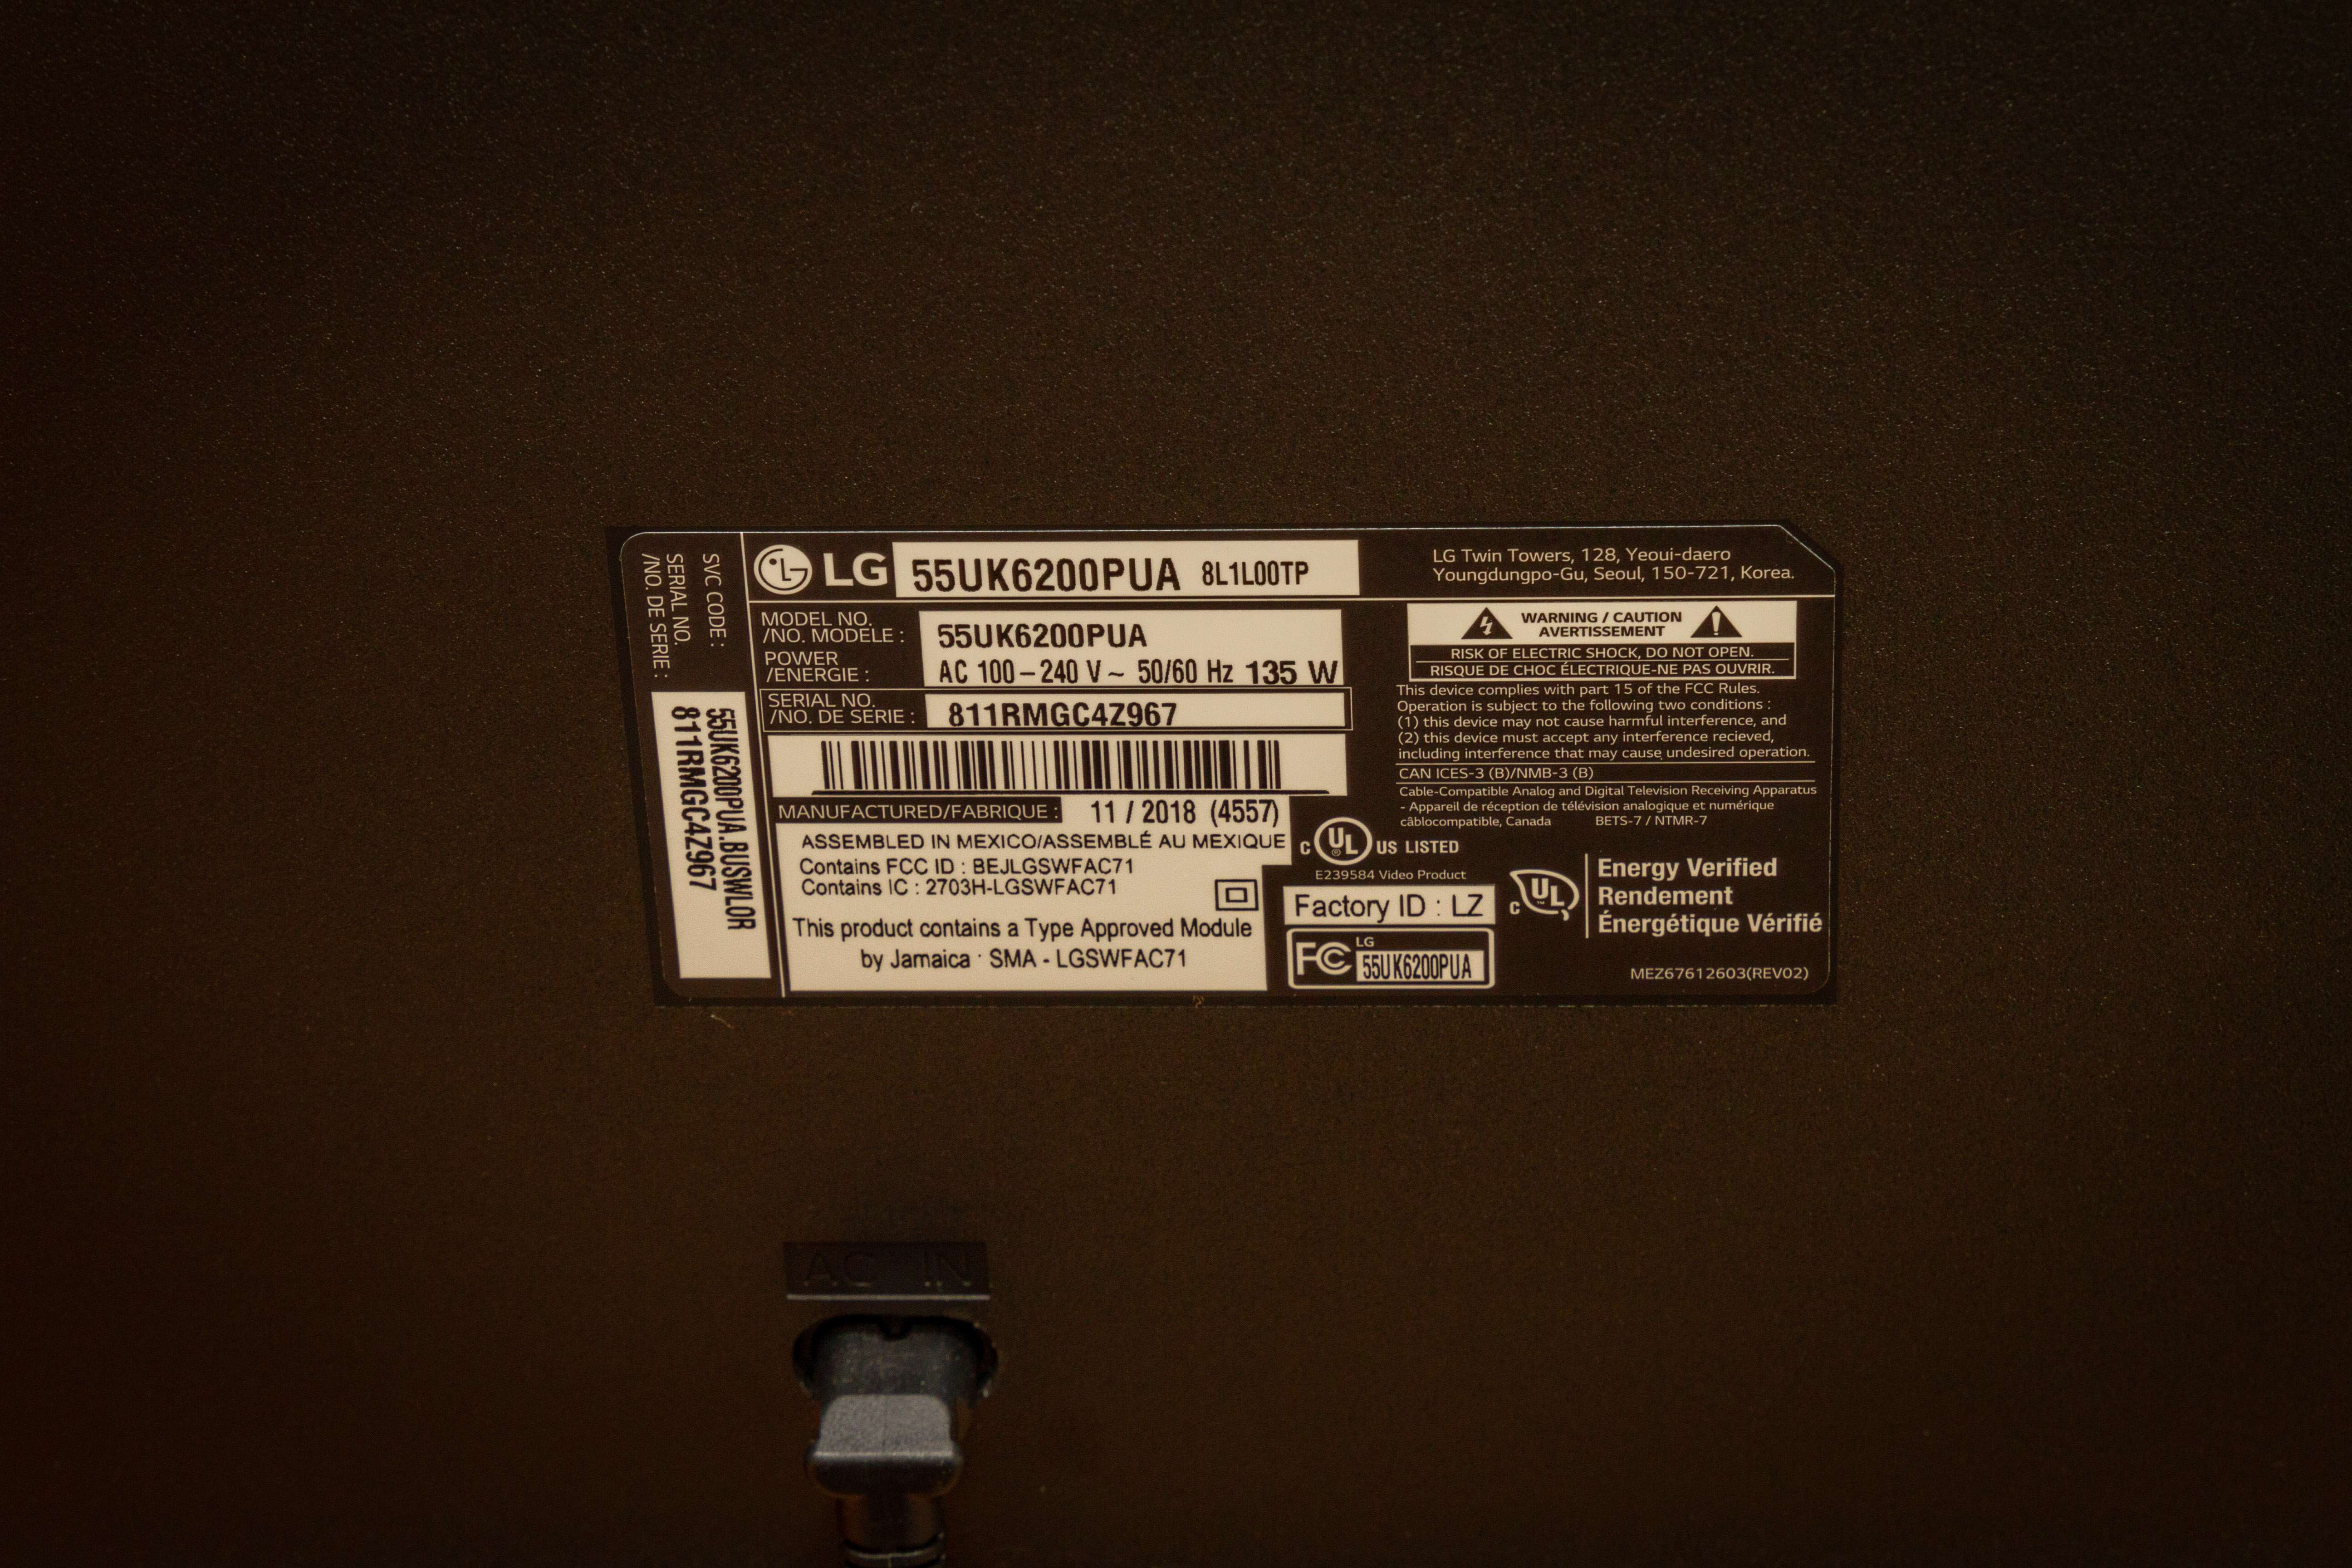 SVC CODE :
SERIAL NO.
/NO. DE SERIE :
55UK6200PUA.BUSWLOR
811RMGC4Z967
LG 55UK6200PUA 8L1L00TP
MODEL NO.
/NO. MODELE : 55UK6200PUA
POWER
/ENERGIE : AC 100–240 V ~ 50/60 Hz 135 W
SERIAL NO.
/NO. DE SERIE : 811RMGC4Z967
MANUFACTURED/FABRIQUE : 11 / 2018 (4557)
ASSEMBLED IN MEXICO/ASSEMBLÉ AU MEXIQUE
Contains FCC ID : BEJLGSWFAC71
Contains IC : 2703H-LGSWFAC71
This product contains a Type Approved Module
by Jamaica : SMA - LGSWFAC71
LG Twin Towers, 128, Yeoui-daero
Youngdungpo-Gu, Seoul, 150-721, Korea.
WARNING / CAUTION
AVERTISSEMENT
RISK OF ELECTRIC SHOCK, DO NOT OPEN.
RISQUE DE CHOC ÉLECTRIQUE-NE PAS OUVRIR.
This device complies with part 15 of the FCC Rules.
Operation is subject to the following two conditions :
(1) this device may not cause harmful interference, and
(2) this device must accept any interference recieved,
including interference that may cause undesired operation.
CAN ICES-3 (B)/NMB-3 (B)
Cable-Compatible Analog and Digital Television Receiving Apparatus
- Appareil de réception de télévision analogique et numérique
câblocompatible, Canada BETS-7 / NTMR-7
C UL ® US LISTED
E239584 Video Product
Factory ID : LZ
FC LG
55UK6200PUA
C UL Energy Verified
Rendement
Énergétique Vérifié
MEZ67612603(REV02)
AC IN